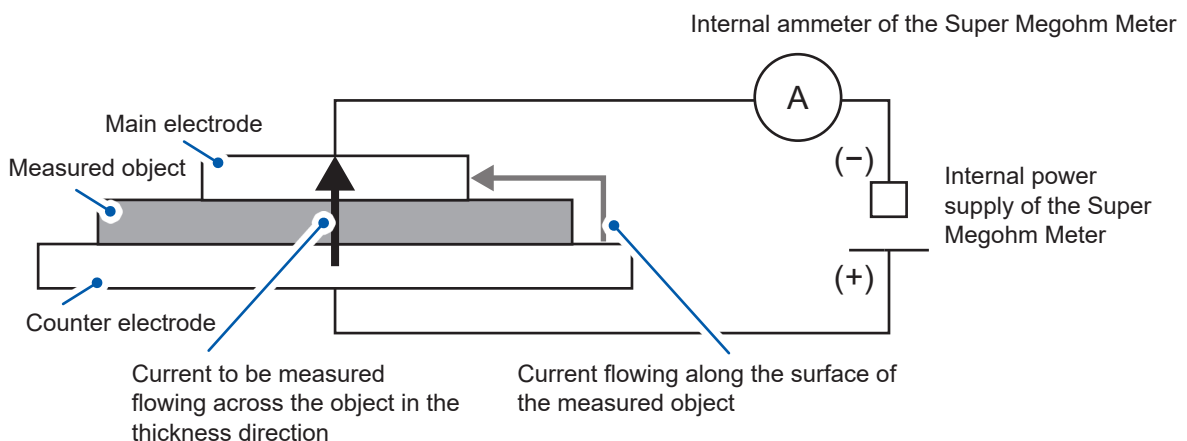 Internal ammeter of the Super Megohm Meter
A
Main electrode
Measured object
(−)
Internal power
supply of the Super
Megohm Meter
(+)
Counter electrode
Current to be measured
flowing across the object in the
thickness direction
Current flowing along the surface of
the measured object